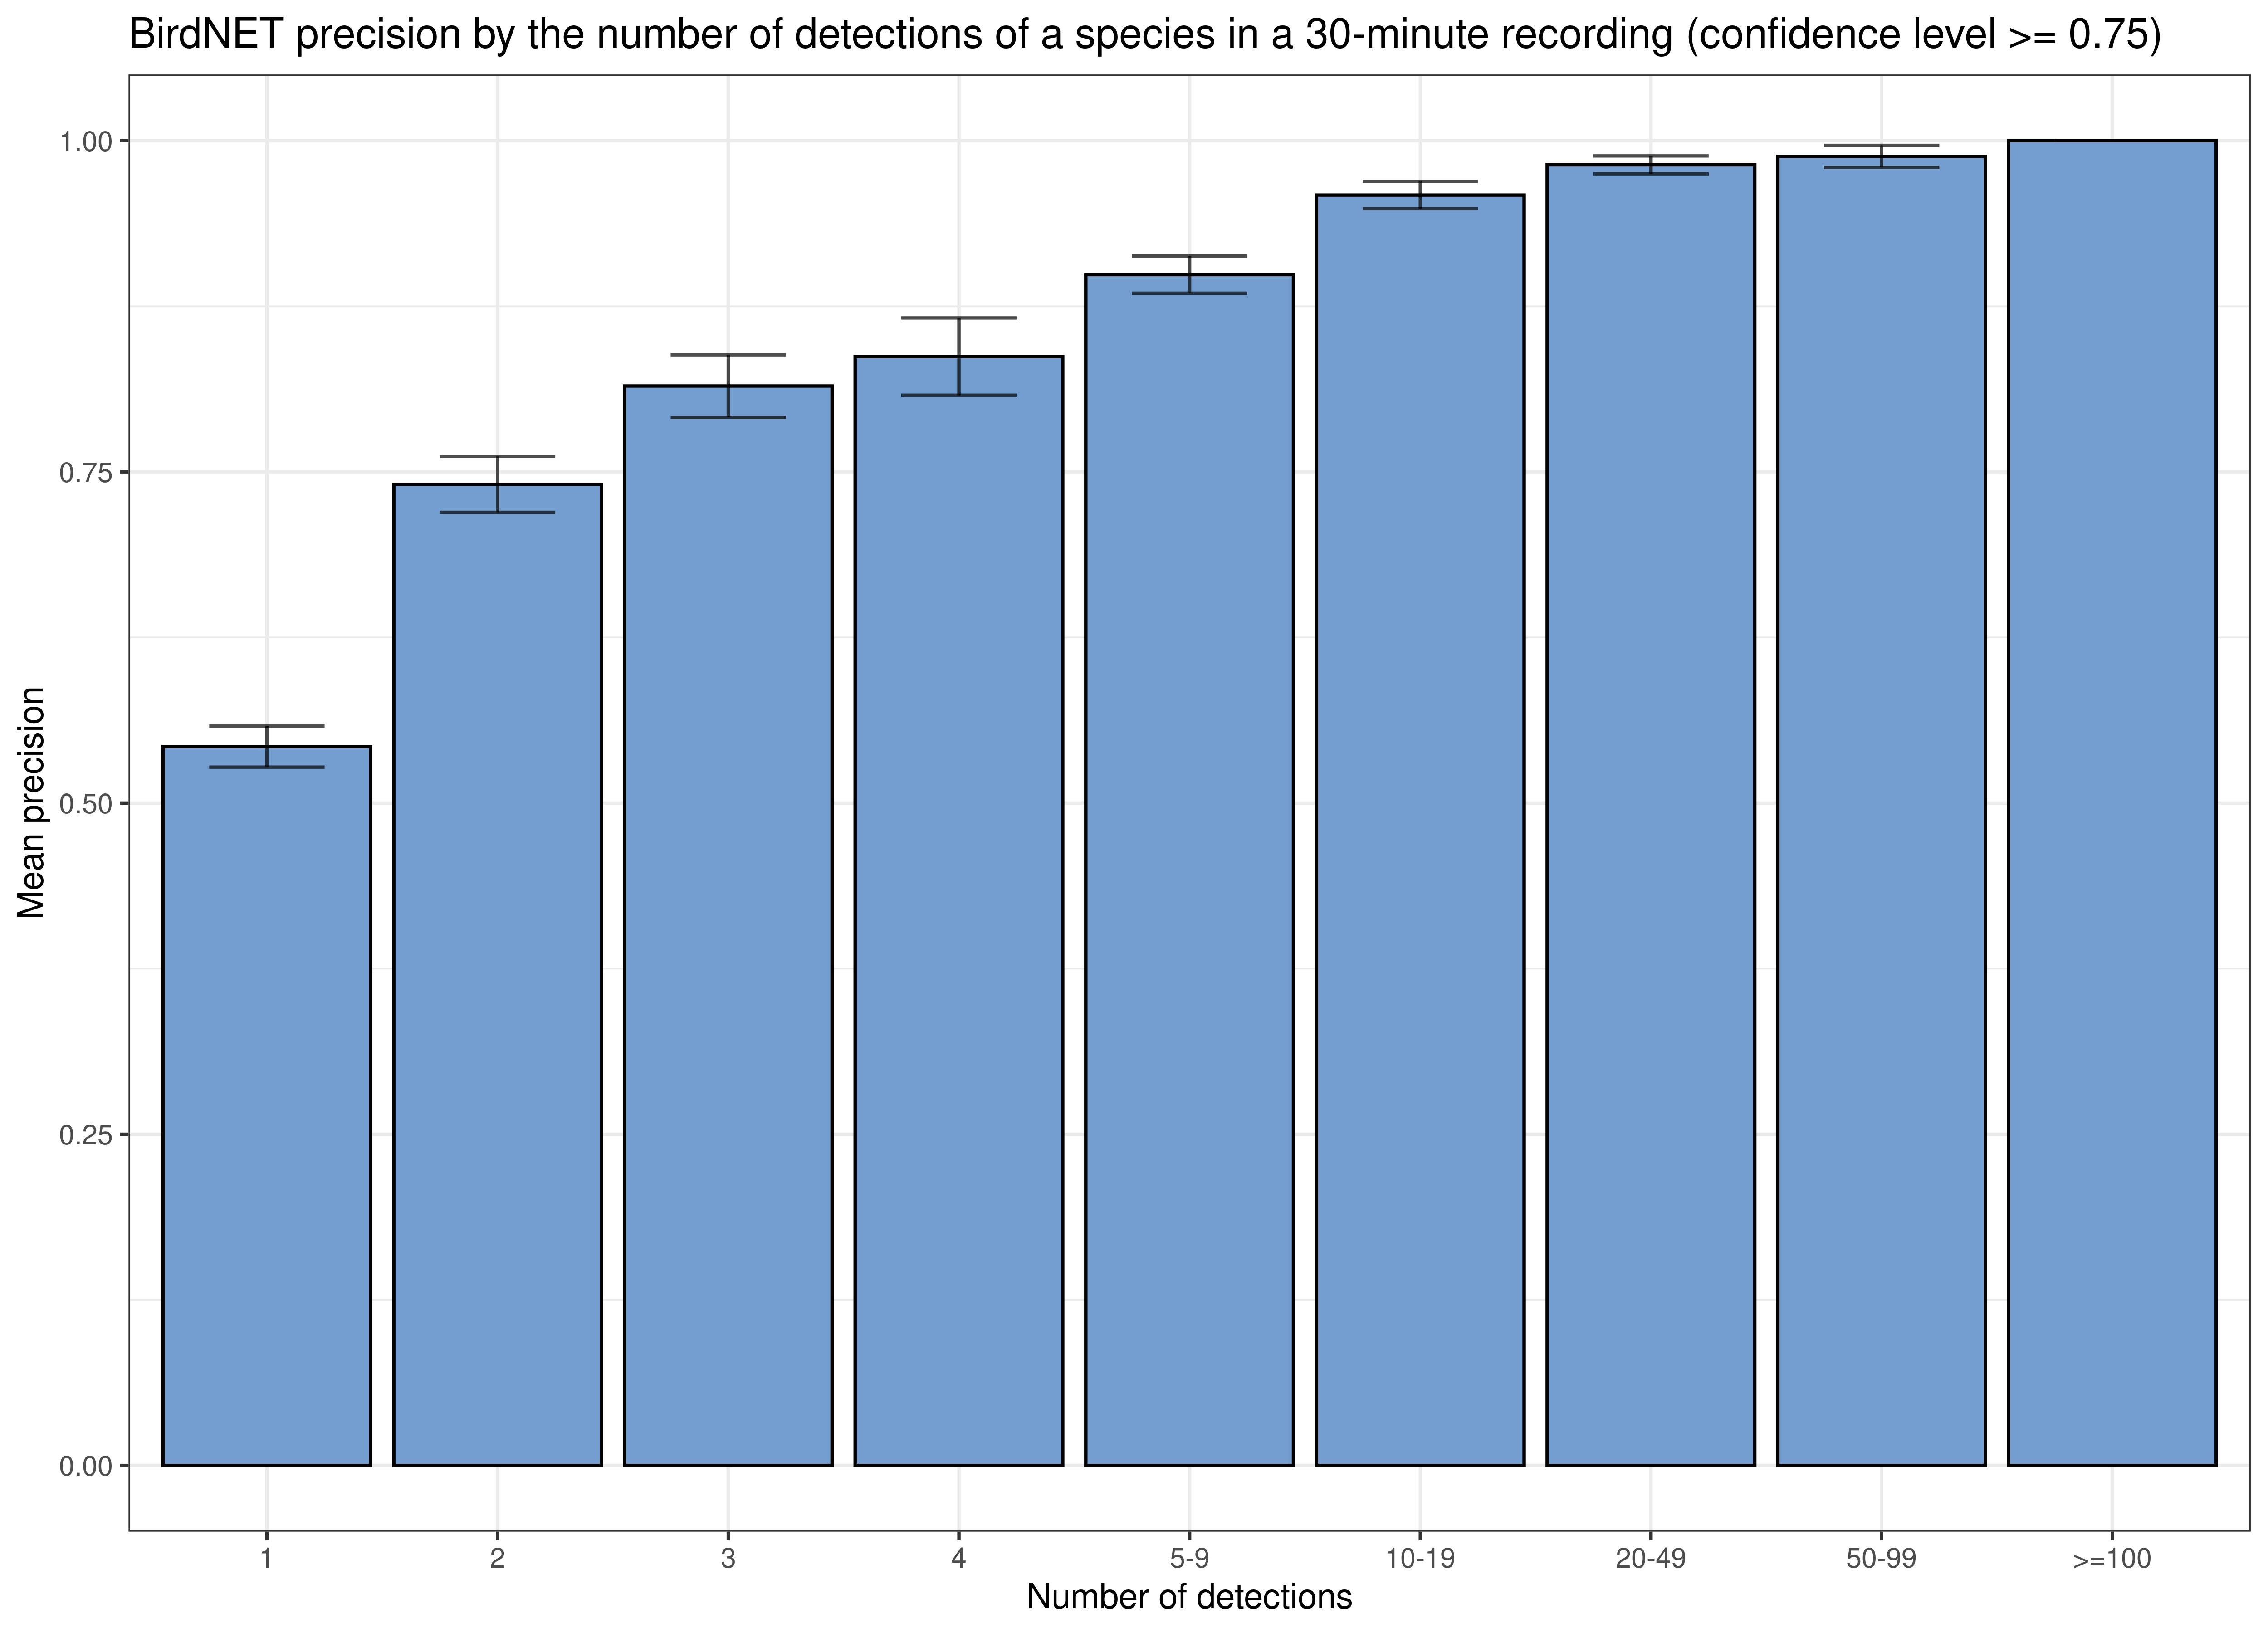 BirdNET precision by the number of detections of a species in a 30-minute recording (confidence level >= 0.75)
Mean precision
1.00
0.75
0.50
0.25
0.00
1 2 3 4 5-9 10-19 20-49 50-99 >=100
Number of detections